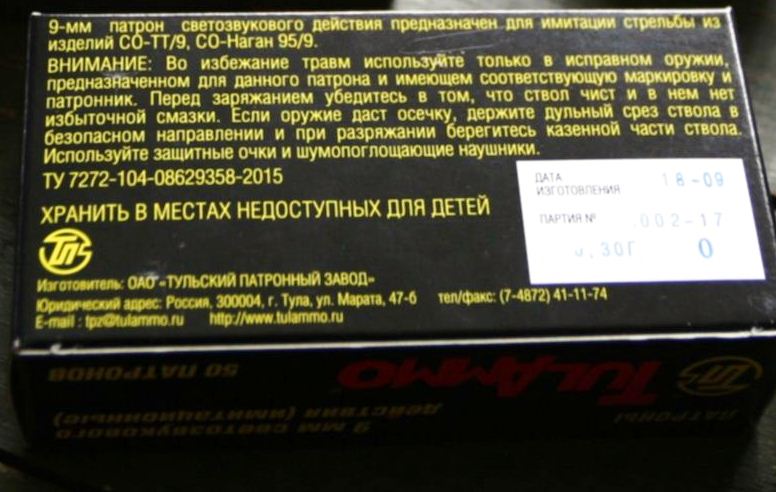 9-мм патрон светозвукового действия предназначен для имитации стрельбы из
изделий СО-ТТ/9, СО-Наган 95/9.
ВНИМАНИЕ: Во избежание травм используйте только в исправном оружии,
предназначенном для данного патрона и имеющем соответствующую маркировку и
патронник. Перед заряжанием убедитесь в том, что ствол чист и в нем нет
избыточной смазки. Если оружие даст осечку, держите дульный срез ствола в
безопасном направлении и при разряжании берегитесь казенной части ствола.
Используйте защитные очки и шумопоглощающие наушники.
ТУ 7272-104-08629358-2015
ХРАНИТЬ В МЕСТАХ НЕДОСТУПНЫХ ДЛЯ ДЕТЕЙ
ДАТА
ИЗГОТОВЛЕНИЯ 18-09
ПАРТИЯ № .002-17
0,30Г 0
ТПЗ
Изготовитель: ОАО «ТУЛЬСКИЙ ПАТРОННЫЙ ЗАВОД»
Юридический адрес: Россия, 300004, г. Тула, ул. Марата, 47-б тел/факс: (7-4872) 41-11-74
E-mail : tpz@tulammo.ru http://www.tulammo.ru
ТПЗ TULAMMO 50 ПАТРОНОВ
ПАТРОНЫ
9 мм светозвукового
действия (имитационные)